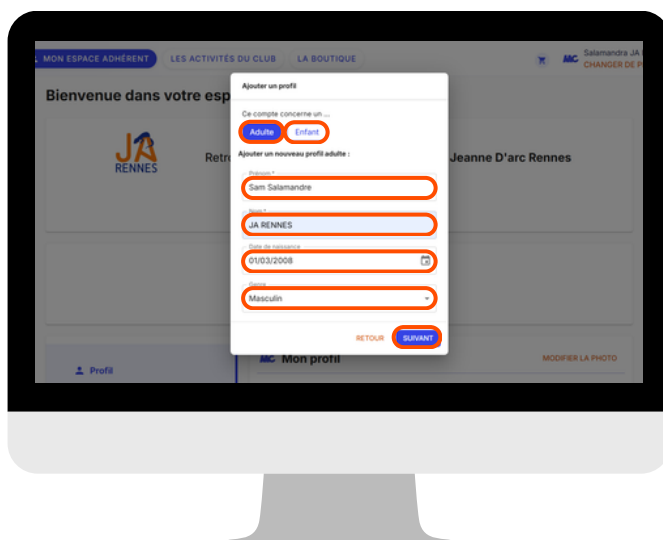 MON ESPACE ADHÉRENT
LES ACTIVITÉS DU CLUB
LA BOUTIQUE
MC
Salamandra JA
CHANGER DE
Bienvenue dans votre esp
JA
RENNES
Retr
Jeanne D'arc Rennes
Ajouter un profil
Ce compte concerne un ...
Adulte
Enfant
Ajouter un nouveau profil adulte :
Prénom *
Sam Salamandre
Nom *
JA RENNES
Date de naissance
01/03/2008
Genre
Masculin
RETOUR
SUIVANT
Profil
MC Mon profil
MODIFIER LA PHOTO